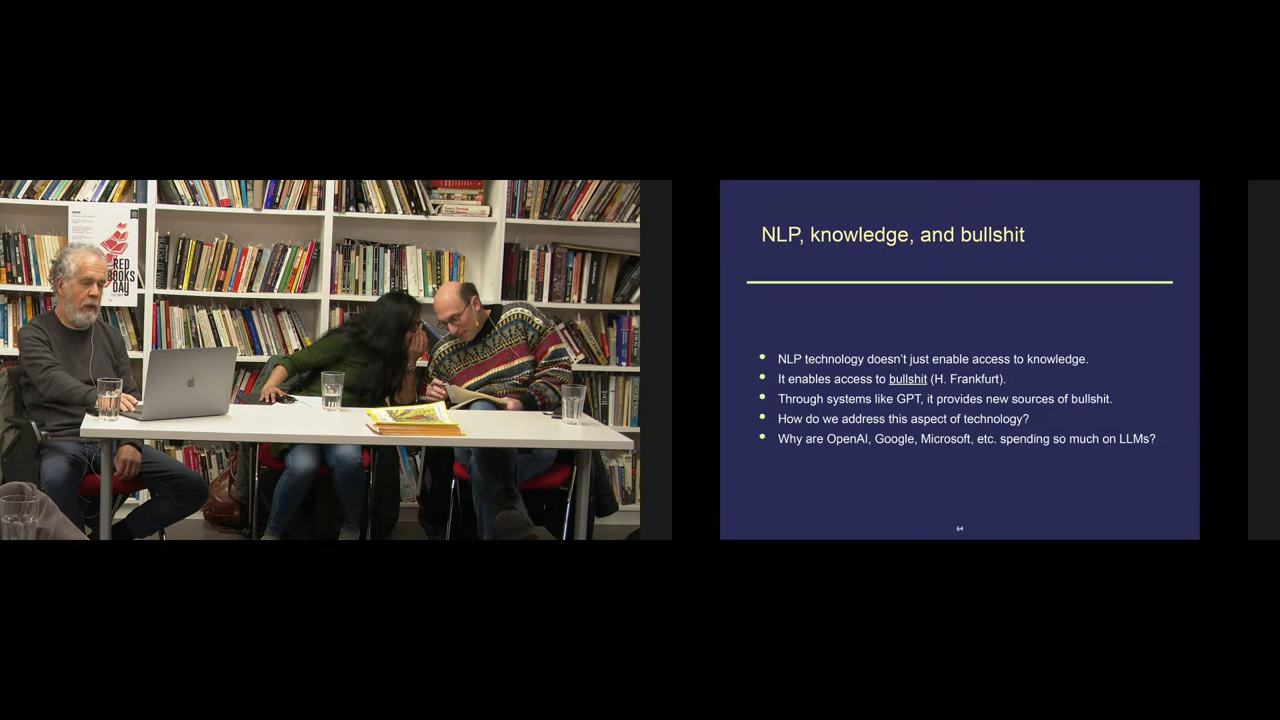 RED
BOOKS
DAY
NLP, knowledge, and bullshit
NLP technology doesn't just enable access to knowledge.
It enables access to bullshit (H. Frankfurt).
Through systems like GPT, it provides new sources of bullshit.
How do we address this aspect of technology?
Why are OpenAI, Google, Microsoft, etc. spending so much on LLMs?
64